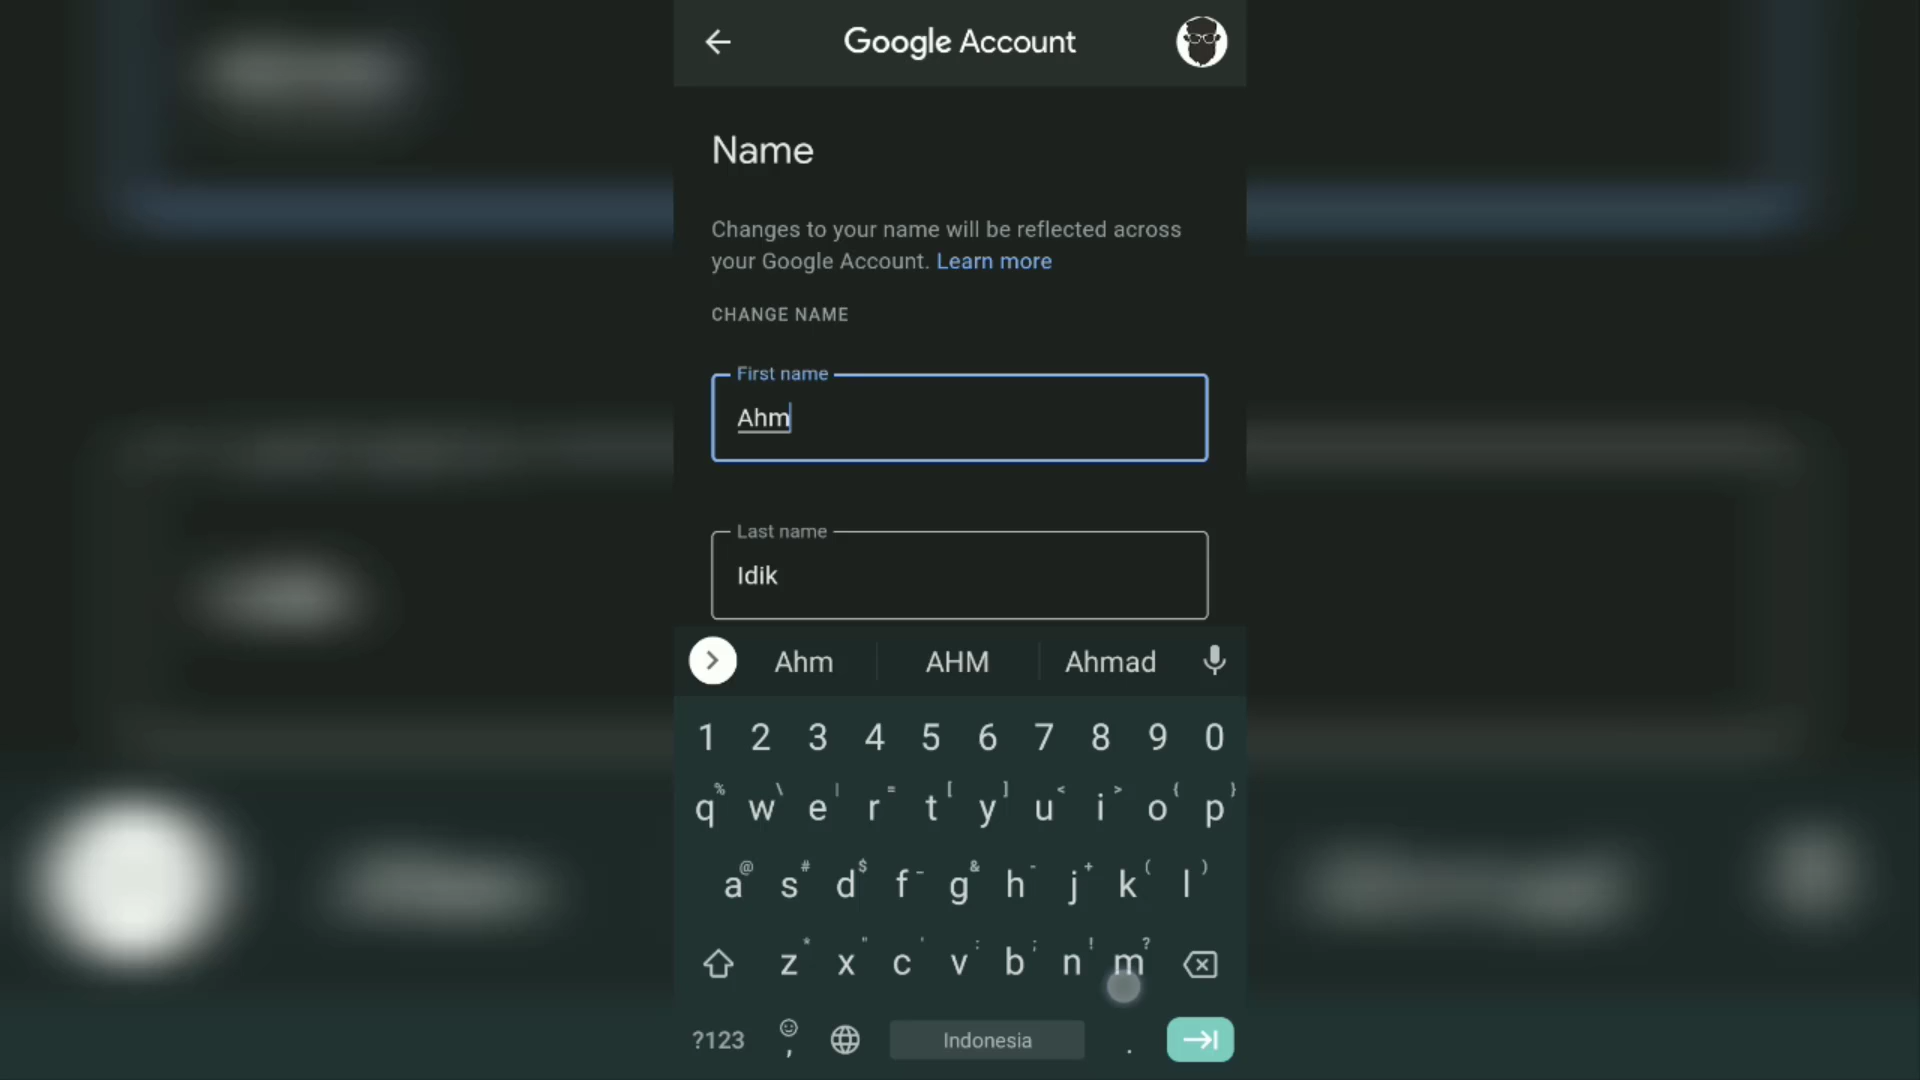 Google Account
Name
Changes to your name will be reflected across
your Google Account. Learn more
CHANGE NAME
First name
Ahm
Last name
Idik
Ahm AHM Ahmad
1 2 3 4 5 6 7 8 9 0
% \ | = [ ] < > { }
q w e r t y u i o p
@ # $ _ & - + ( )
a s d f g h j k l
* " ' : ; ! ?
z x c v b n m
?123 , Indonesia .